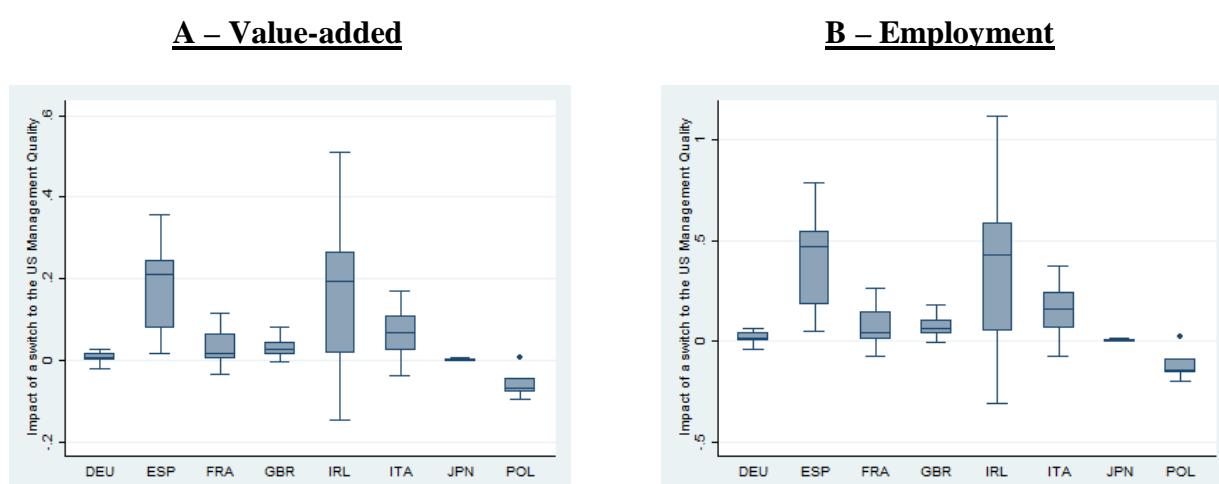 A – Value-added
B – Employment
Impact of a switch to the US Management Quality
.6
.4
.2
0
-.2
DEU ESP FRA GBR IRL ITA JPN POL
Impact of a switch to the US Management Quality
1
.5
0
-.5
DEU ESP FRA GBR IRL ITA JPN POL